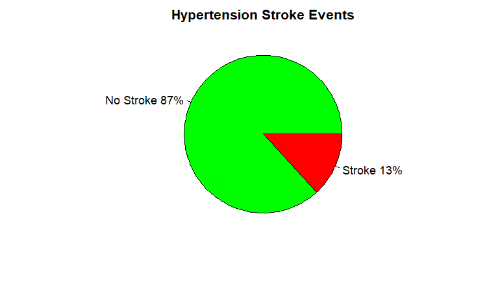 Hypertension Stroke Events
No Stroke 87%
Stroke 13%